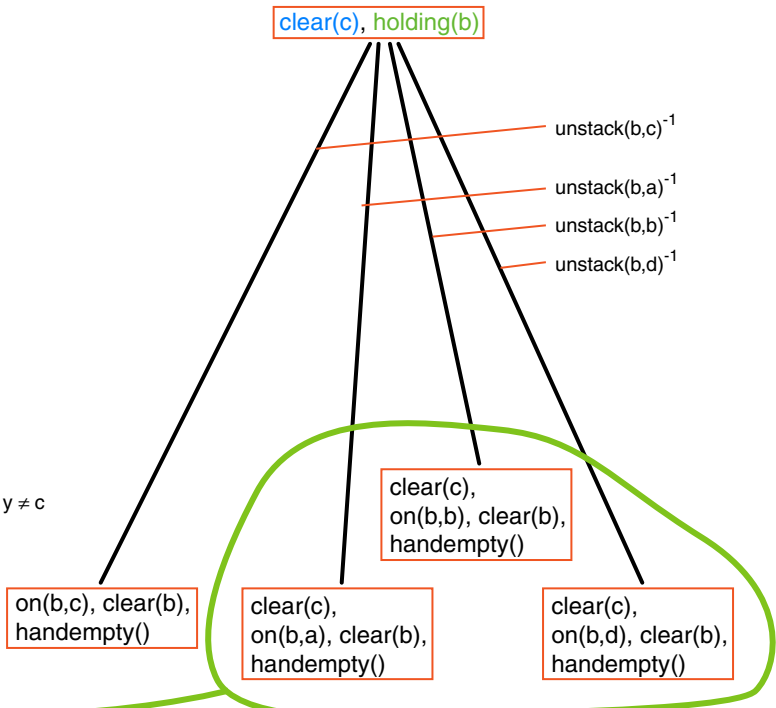 clear(c), holding(b)
unstack(b,c)⁻¹
unstack(b,a)⁻¹
unstack(b,b)⁻¹
unstack(b,d)⁻¹
y ≠ c
clear(c),
on(b,b), clear(b),
handempty()
on(b,c), clear(b),
handempty()
clear(c),
on(b,a), clear(b),
handempty()
clear(c),
on(b,d), clear(b),
handempty()